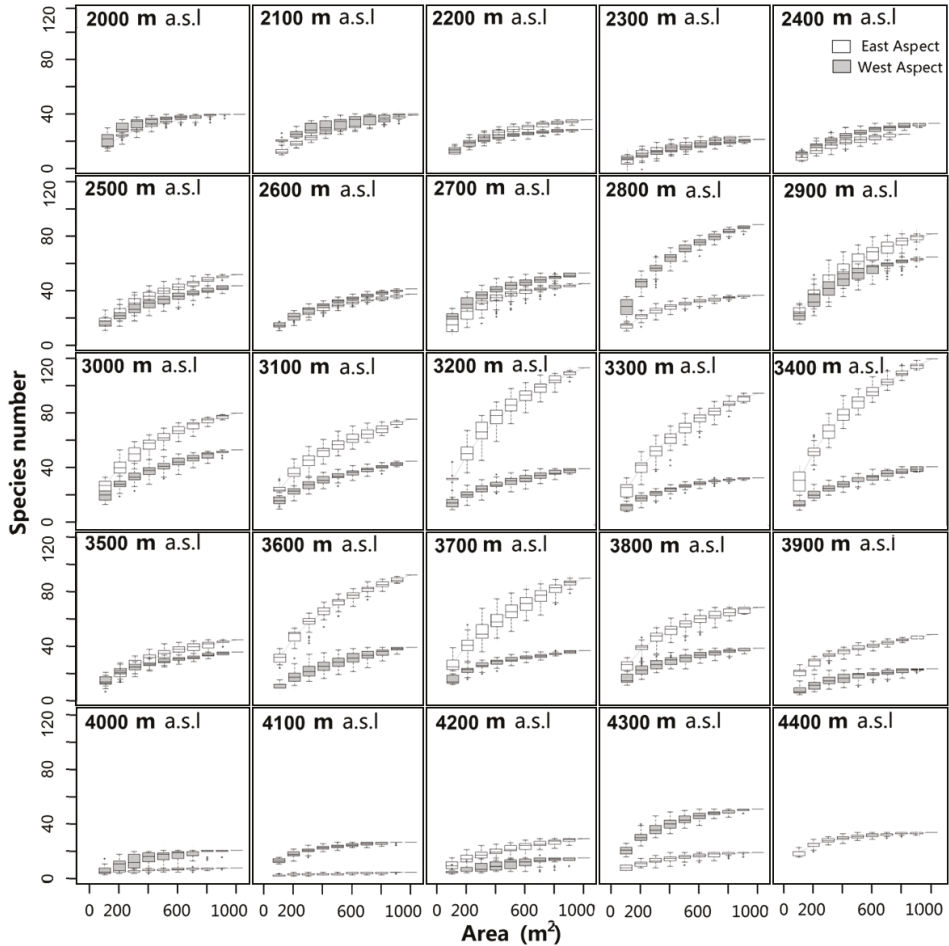 2000 m a.s.l
2100 m a.s.l
2200 m a.s.l
2300 m a.s.l
2400 m a.s.l
East Aspect
West Aspect
120
80
40
0
2500 m a.s.l
2600 m a.s.l
2700 m a.s.l
2800 m a.s.l
2900 m a.s.l
120
80
40
0
3000 m a.s.l
3100 m a.s.l
3200 m a.s.l
3300 m a.s.l
3400 m a.s.l
120
80
40
0
Species number
3500 m a.s.l
3600 m a.s.l
3700 m a.s.l
3800 m a.s.l
3900 m a.s.l
120
80
40
0
4000 m a.s.l
4100 m a.s.l
4200 m a.s.l
4300 m a.s.l
4400 m a.s.l
120
80
40
0
0 200 600 1000
0 200 600 1000
0 200 600 1000
0 200 600 1000
0 200 600 1000
Area (m²)